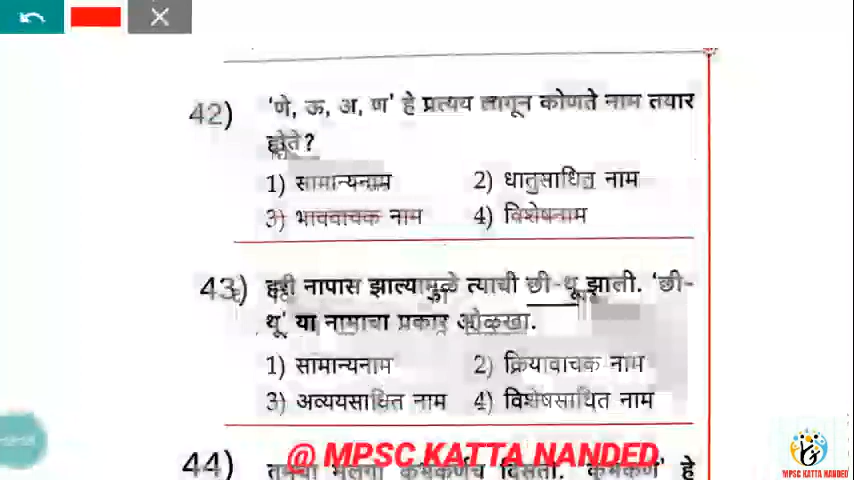 42) 'णे, ऊ, अ, ण' हे प्रत्यय लागून कोणते नाम तयार
होते?
1) सामान्यनाम 2) धातुसाधित नाम
3) भाववाचक नाम 4) विशेषनाम
43) हरी नापास झाल्यामुळे त्याची छी-थू झाली. 'छी-
थू' या नामाचा प्रकार ओळखा.
1) सामान्यनाम 2) क्रियावाचक नाम
3) अव्ययसाधित नाम 4) विशेषसाधित नाम
@ MPSC KATTA NANDED
44) हे
MPSC KATTA NANDED